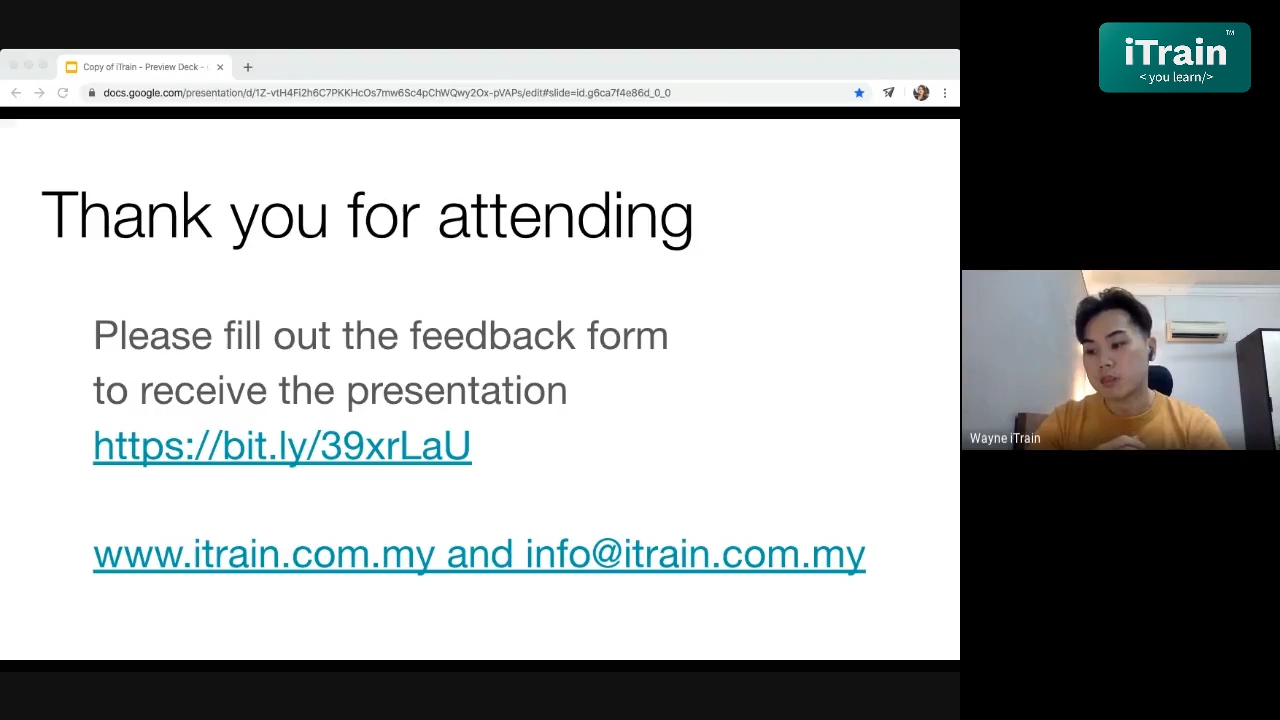 Copy of iTrain - Preview Deck -
docs.google.com/presentation/d/1Z-vtH4Fi2h6C7PKKHcOs7mw6Sc4pChWQwy2Ox-pVAPs/edit#slide=id.g6ca7f4e86d_0_0
Thank you for attending
Please fill out the feedback form
to receive the presentation
https://bit.ly/39xrLaU
www.itrain.com.my and info@itrain.com.my
iTrain™
< you learn/>
Wayne iTrain